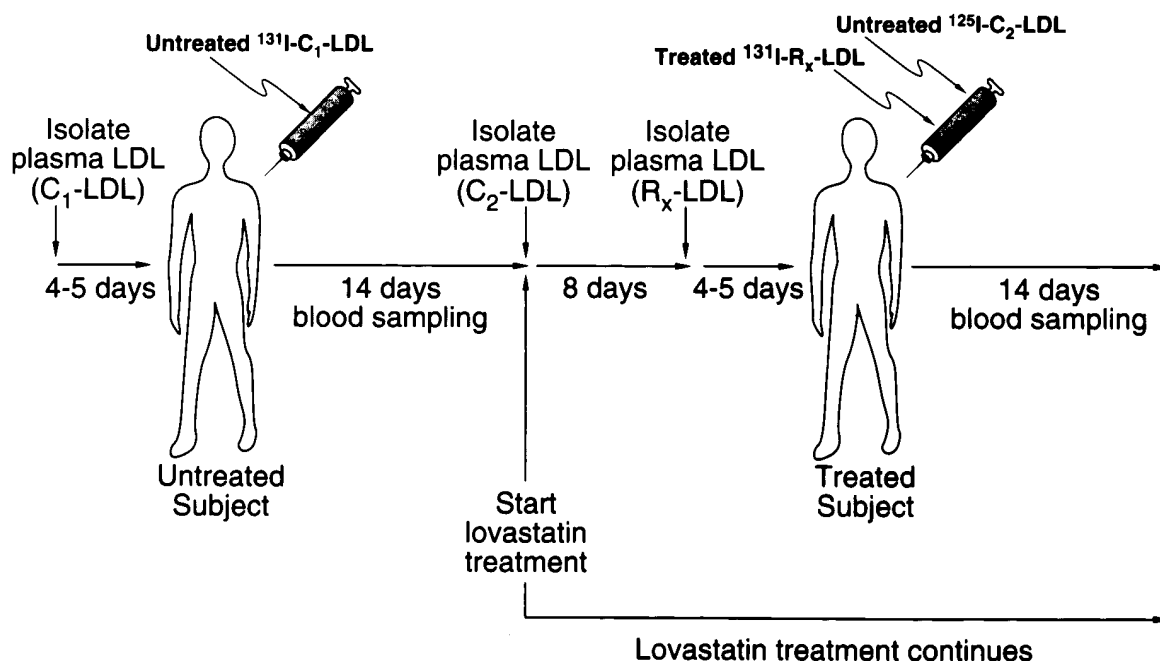 Untreated ¹³¹I-C₁-LDL
Untreated ¹²⁵I-C₂-LDL
Treated ¹³¹I-Rₓ-LDL
Isolate
plasma LDL
(C₁-LDL)
Isolate
plasma LDL
(C₂-LDL)
Isolate
plasma LDL
(Rₓ-LDL)
4-5 days
14 days
blood sampling
8 days
4-5 days
14 days
blood sampling
Untreated
Subject
Treated
Subject
Start
lovastatin
treatment
Lovastatin treatment continues